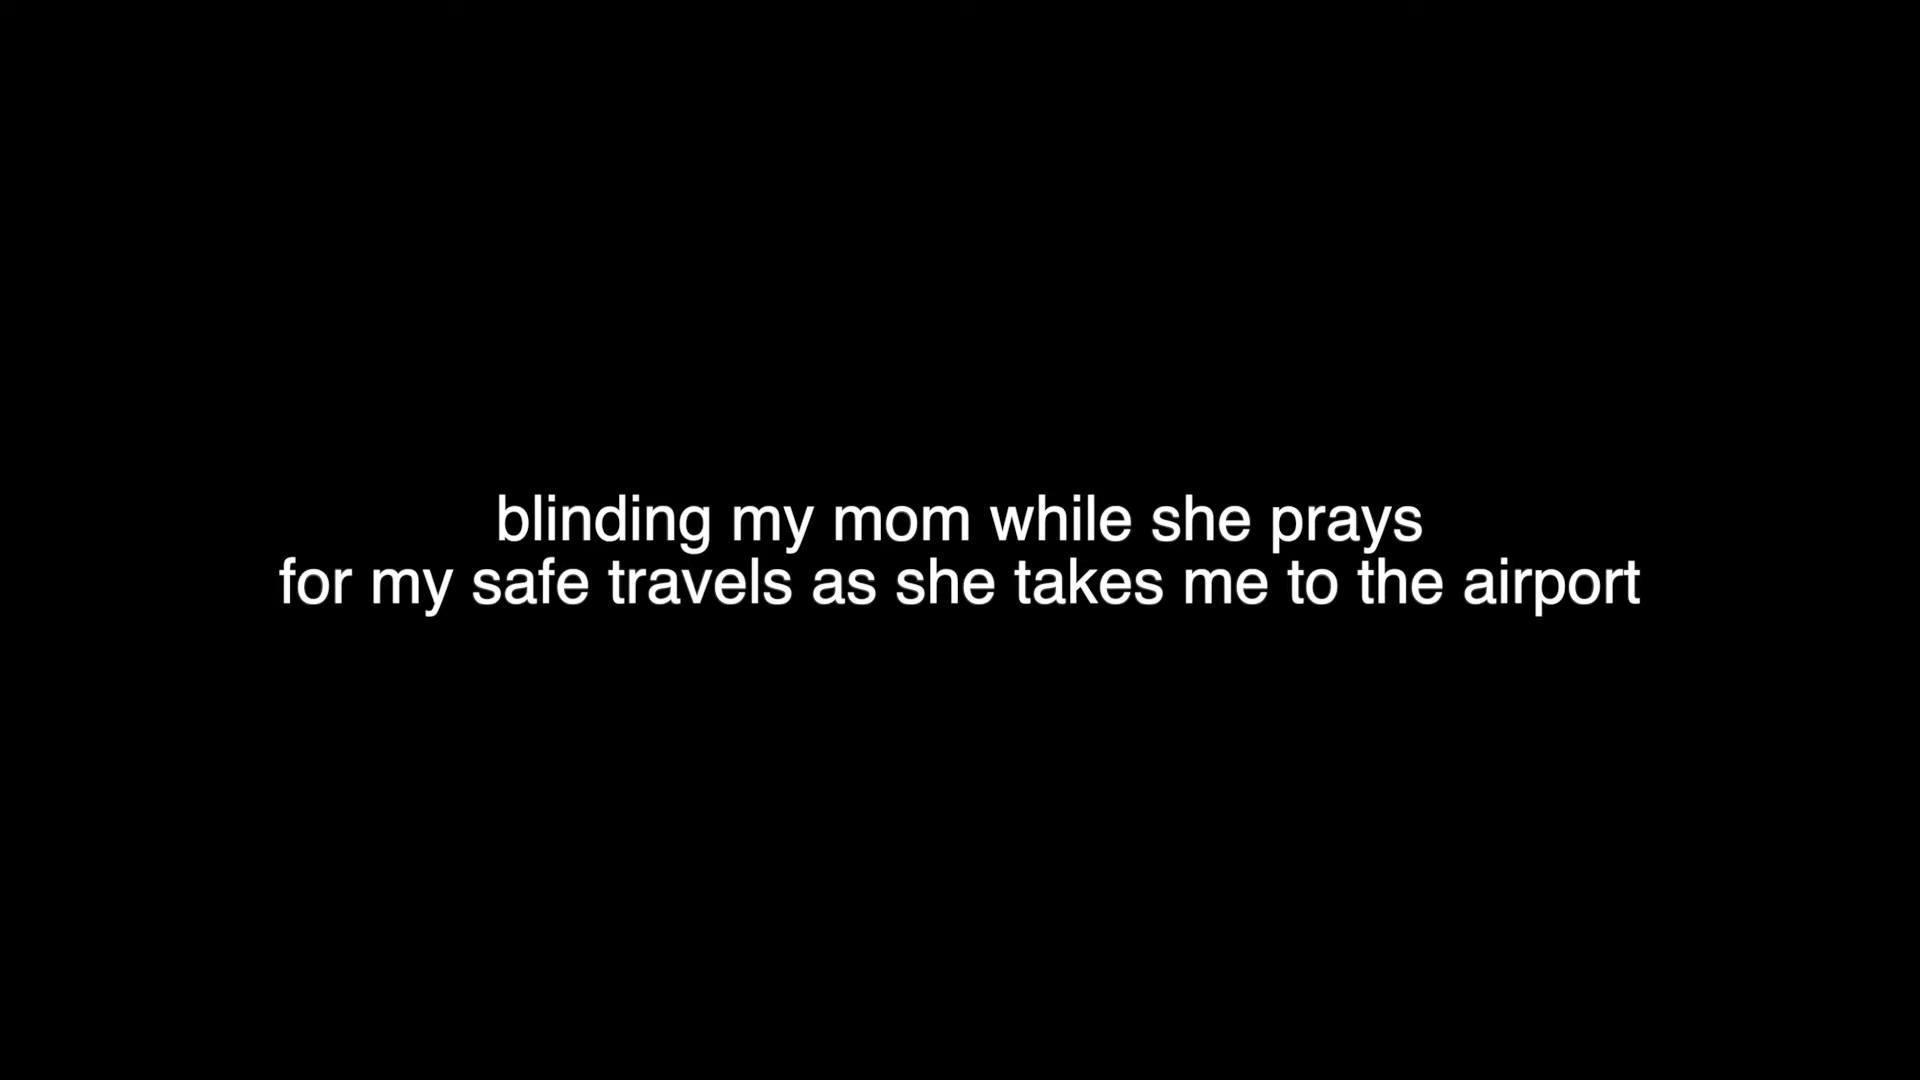 blinding my mom while she prays
for my safe travels as she takes me to the airport